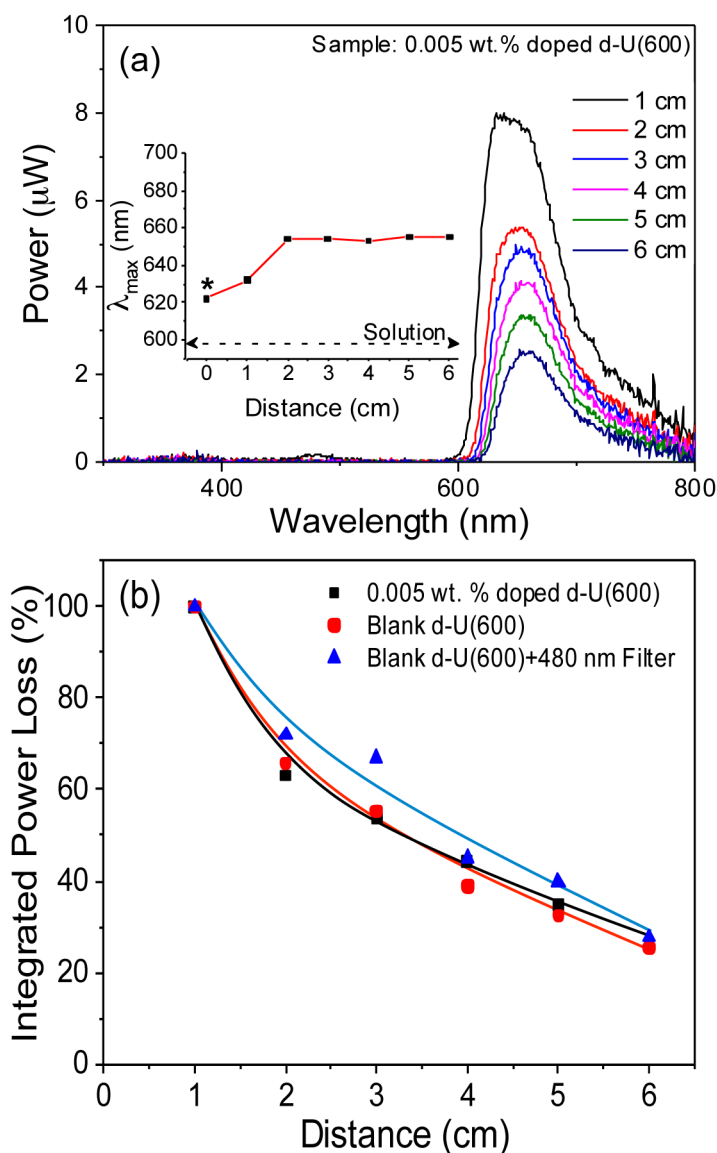 (a)
Sample: 0.005 wt.% doped d-U(600)
Power (μW)
10
8
6
4
2
0
1 cm
2 cm
3 cm
4 cm
5 cm
6 cm
λmax (nm)
700
680
660
640
620
600
*
Solution
0 1 2 3 4 5 6
Distance (cm)
400 600 800
Wavelength (nm)
(b)
Integrated Power Loss (%)
100
80
60
40
20
0
0.005 wt. % doped d-U(600)
Blank d-U(600)
Blank d-U(600)+480 nm Filter
0 1 2 3 4 5 6
Distance (cm)